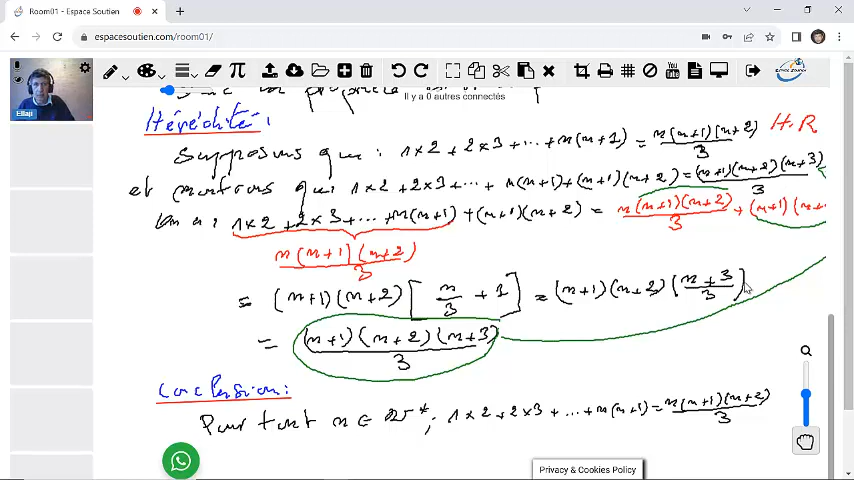 Room01 | Espace Soutien
espacesoutien.com/room01/
Ellaji
Espace Soutien
Il y a 0 autres connectés
Hérédité :
Supposons que : 1×2 + 2×3 + ... + n(n+1) = n(n+1)(n+2)/3 H.R
et montrons que : 1×2 + 2×3 + ... + n(n+1) + (n+1)(n+2) = (n+1)(n+2)(n+3)/3
On a : 1×2 + 2×3 + ... + n(n+1) + (n+1)(n+2) = n(n+1)(n+2)/3 + (n+1)(n+
n(n+1)(n+2)/3
= (n+1)(n+2) [ n/3 + 1 ] = (n+1)(n+2) [n+3/3]
= (n+1)(n+2)(n+3)/3
Conclusion :
Pour tout n ∈ IN* ; 1×2 + 2×3 + ... + n(n+1) = n(n+1)(n+2)/3
Privacy & Cookies Policy